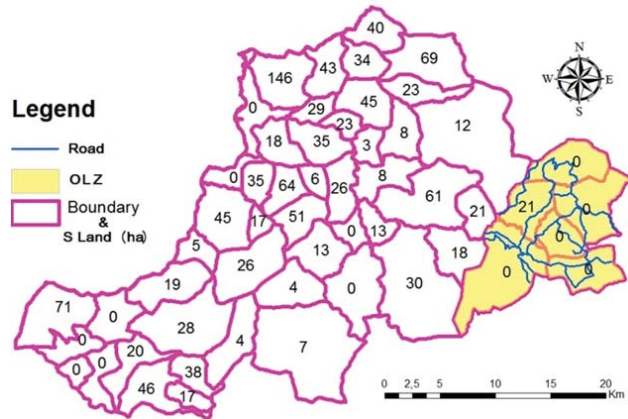 40
146 43 34 69
N
W E
S
0 29 45 23
Legend
18 35 23 3 8 12
Road
OLZ
Boundary
&
S Land (ha)
0 35 64 6 26 8 61 21
0
21 0
0
0 0
45 17 51 0 13 18
5 26 13
19 4 0 30
71 0 28 4 7
0 20
0 0 38
46 17
0 2,5 5 10 15 20
Km